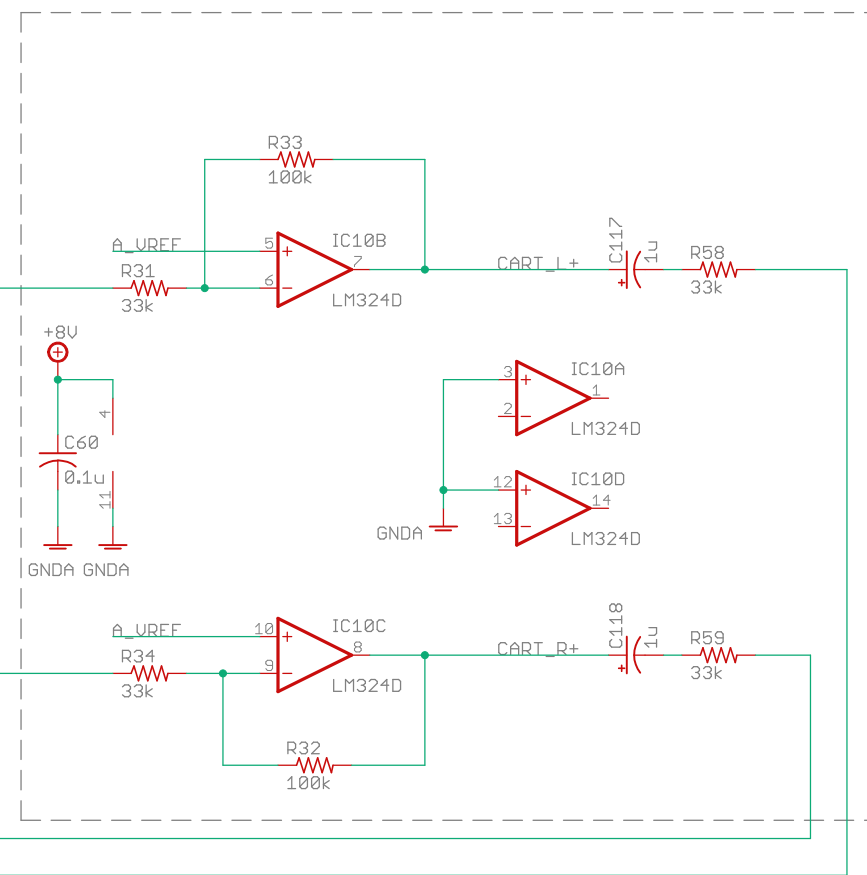 R33
100k
A_VREF
5
6
IC10B
7
LM324D
R31
33k
CART_L+
C117
1u
R58
33k
+8V
4
C60
0.1u
11
GNDA
GNDA
3
2
IC10A
1
LM324D
12
13
IC10D
14
LM324D
GNDA
A_VREF
10
9
IC10C
8
LM324D
R34
33k
CART_R+
C118
1u
R59
33k
R32
100k